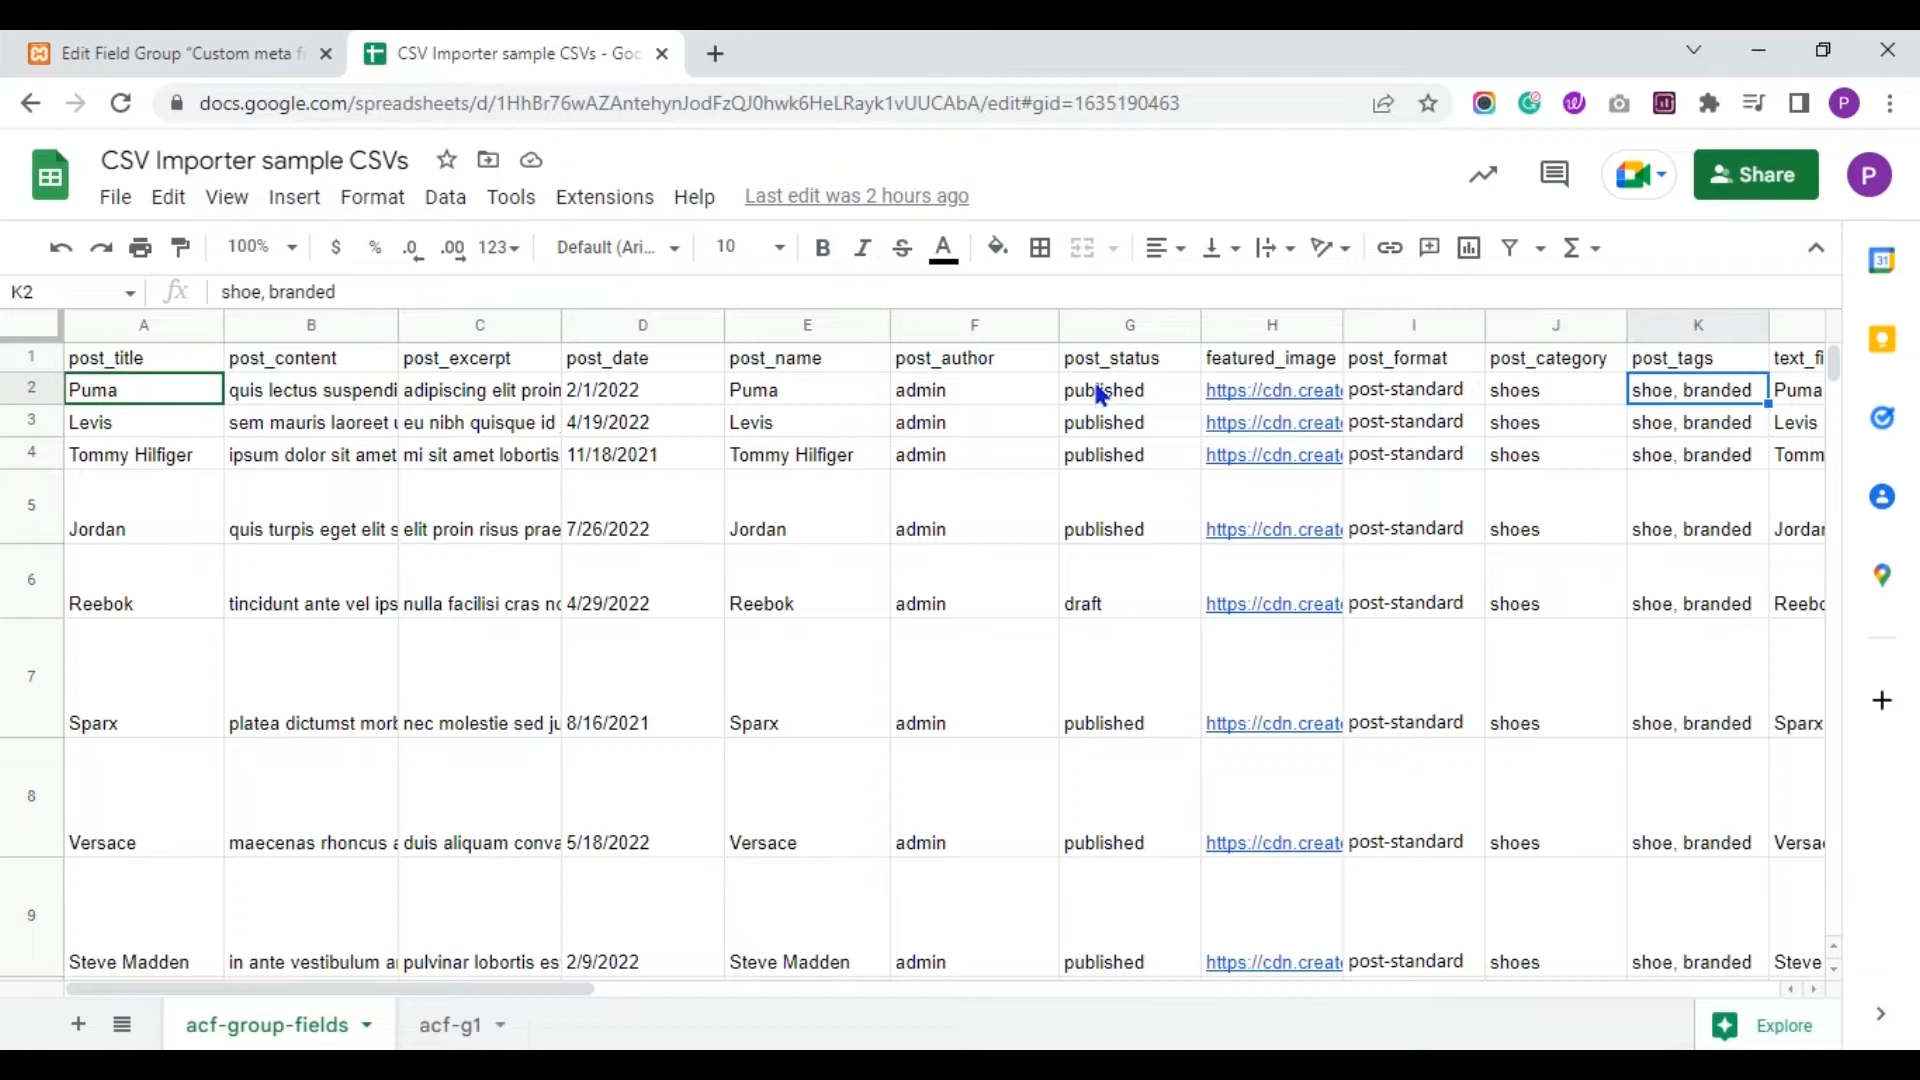 Edit Field Group “Custom meta fi
CSV Importer sample CSVs - Goo
docs.google.com/spreadsheets/d/1HhBr76wAZAntehynJodFzQJ0hwk6HeLRayk1vUUCAbA/edit#gid=1635190463
P
CSV Importer sample CSVs
Share
P
File Edit View Insert Format Data Tools Extensions Help Last edit was 2 hours ago
100% $ % .0 .00 123 Default (Ari... 10 B I S A
31
K2 fx shoe, branded
A B C D E F G H I J K
1 post_title post_content post_excerpt post_date post_name post_author post_status featured_image post_format post_category post_tags text_fi
2 Puma quis lectus suspendi adipiscing elit proin 2/1/2022 Puma admin published https://cdn.create post-standard shoes shoe, branded Puma
3 Levis sem mauris laoreet u eu nibh quisque id 4/19/2022 Levis admin published https://cdn.create post-standard shoes shoe, branded Levis
4 Tommy Hilfiger ipsum dolor sit amet mi sit amet lobortis 11/18/2021 Tommy Hilfiger admin published https://cdn.create post-standard shoes shoe, branded Tomm
5 Jordan quis turpis eget elit s elit proin risus prae 7/26/2022 Jordan admin published https://cdn.create post-standard shoes shoe, branded Jordan
6 Reebok tincidunt ante vel ips nulla facilisi cras no 4/29/2022 Reebok admin draft https://cdn.create post-standard shoes shoe, branded Reebo
7 Sparx platea dictumst morb nec molestie sed ju 8/16/2021 Sparx admin published https://cdn.create post-standard shoes shoe, branded Sparx
8 Versace maecenas rhoncus a duis aliquam conva 5/18/2022 Versace admin published https://cdn.create post-standard shoes shoe, branded Versac
9 Steve Madden in ante vestibulum a pulvinar lobortis es 2/9/2022 Steve Madden admin published https://cdn.create post-standard shoes shoe, branded Steve
acf-group-fields acf-g1 Explore